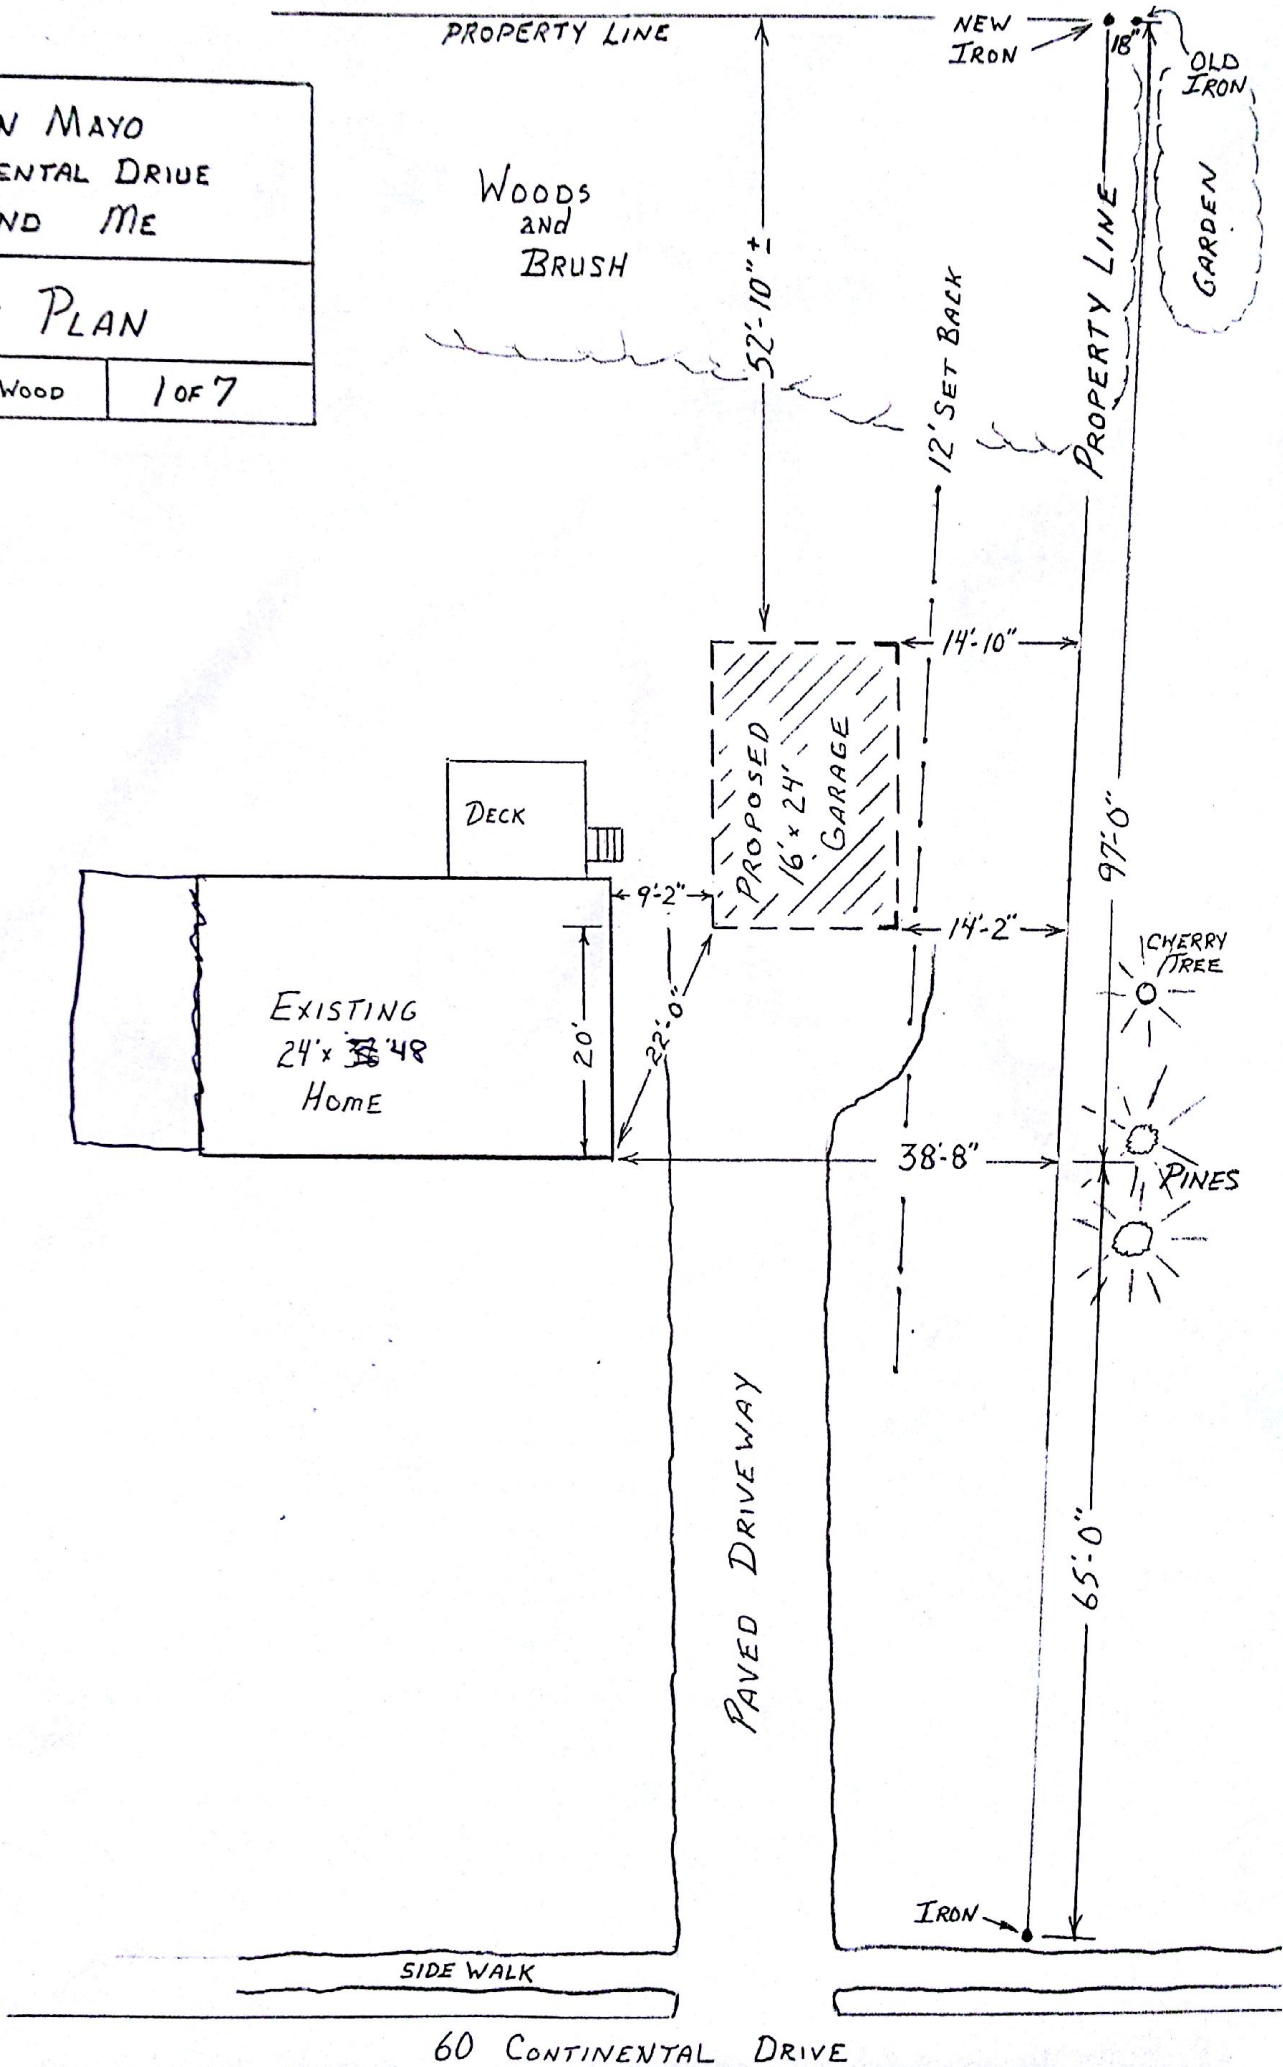 PROPERTY LINE
NEW
IRON
18"
OLD
IRON
MAYO
DRIVE
ME
PLAN
WOOD
1 OF 7
WOODS
and
BRUSH
52'-10" ±
12' SET BACK
PROPERTY LINE
GARDEN
14'-10"
PROPOSED
16' x 24'
GARAGE
DECK
9'-2"
14'-2"
97'-0"
CHERRY
TREE
EXISTING
24' x 48
HOME
20'
22'-0"
38'-8"
PINES
PAVED DRIVEWAY
65'-0"
IRON
SIDE WALK
60 CONTINENTAL DRIVE